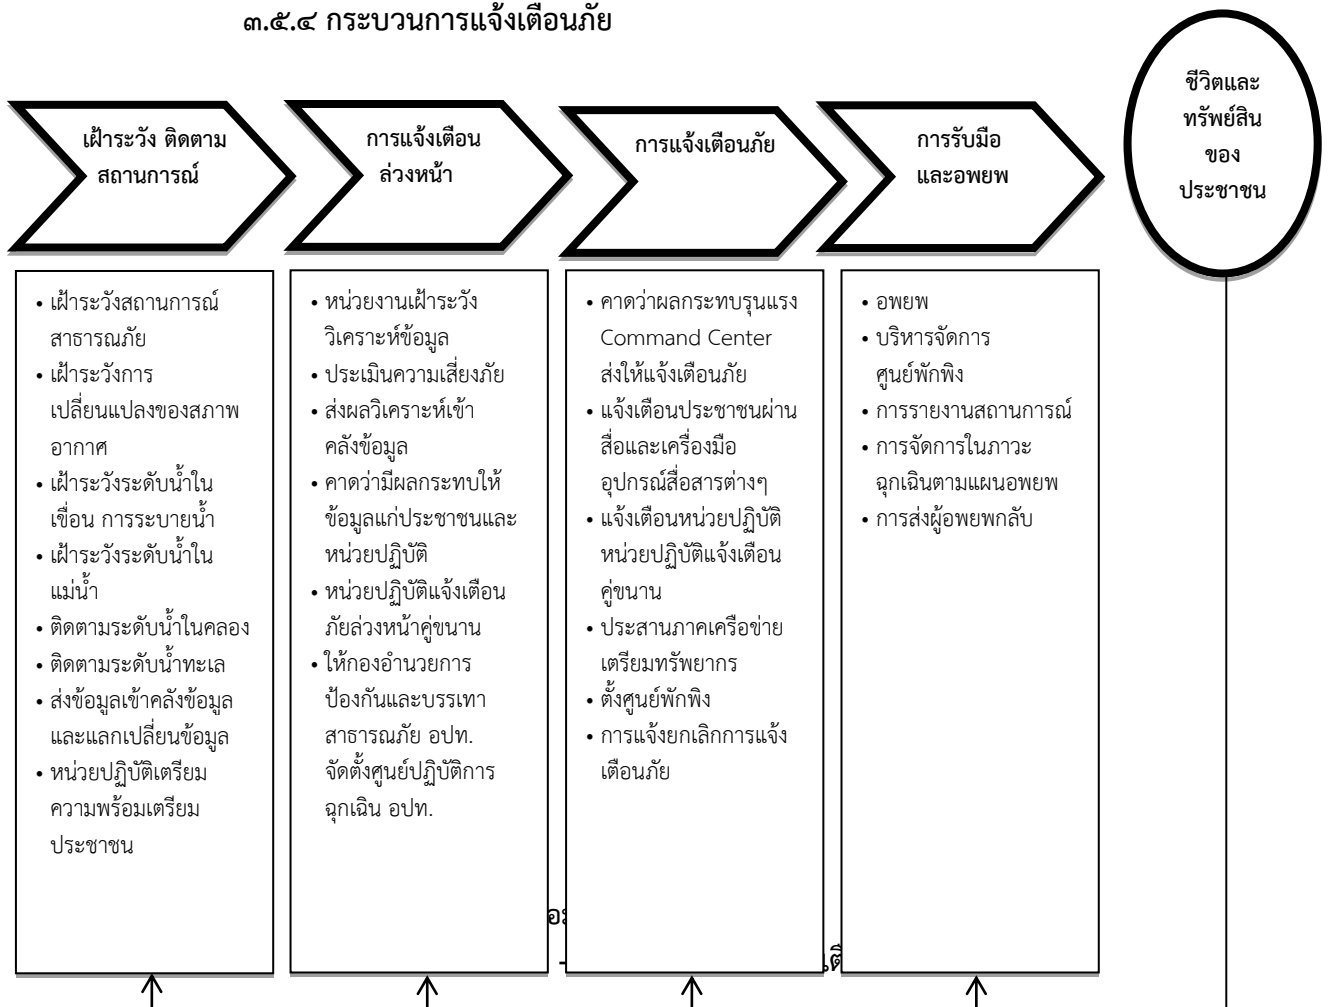 ๓.๕.๔ กระบวนการแจ้งเตือนภัย
เฝ้าระวัง ติดตาม
สถานการณ์
การแจ้งเตือน
ล่วงหน้า
การแจ้งเตือนภัย
การรับมือ
และอพยพ
ชีวิตและ
ทรัพย์สิน
ของ
ประชาชน
• เฝ้าระวังสถานการณ์
สาธารณภัย
• เฝ้าระวังการ
เปลี่ยนแปลงของสภาพ
อากาศ
• เฝ้าระวังระดับน้ำใน
เขื่อน การระบายน้ำ
• เฝ้าระวังระดับน้ำใน
แม่น้ำ
• ติดตามระดับน้ำในคลอง
• ติดตามระดับน้ำทะเล
• ส่งข้อมูลเข้าคลังข้อมูล
และแลกเปลี่ยนข้อมูล
• หน่วยปฏิบัติเตรียม
ความพร้อมเตรียม
ประชาชน
• หน่วยงานเฝ้าระวัง
วิเคราะห์ข้อมูล
• ประเมินความเสี่ยงภัย
• ส่งผลวิเคราะห์เข้า
คลังข้อมูล
• คาดว่ามีผลกระทบให้
ข้อมูลแก่ประชาชนและ
หน่วยปฏิบัติ
• หน่วยปฏิบัติแจ้งเตือน
ภัยล่วงหน้าคู่ขนาน
• ให้กองอำนวยการ
ป้องกันและบรรเทา
สาธารณภัย อปท.
จัดตั้งศูนย์ปฏิบัติการ
ฉุกเฉิน อปท.
• คาดว่าผลกระทบรุนแรง
Command Center
ส่งให้แจ้งเตือนภัย
• แจ้งเตือนประชาชนผ่าน
สื่อและเครื่องมือ
อุปกรณ์สื่อสารต่างๆ
• แจ้งเตือนหน่วยปฏิบัติ
หน่วยปฏิบัติแจ้งเตือน
คู่ขนาน
• ประสานภาคเครือข่าย
เตรียมทรัพยากร
• ตั้งศูนย์พักพิง
• การแจ้งยกเลิกการแจ้ง
เตือนภัย
• อพยพ
• บริหารจัดการ
ศูนย์พักพิง
• การรายงานสถานการณ์
• การจัดการในภาวะ
ฉุกเฉินตามแผนอพยพ
• การส่งผู้อพยพกลับ